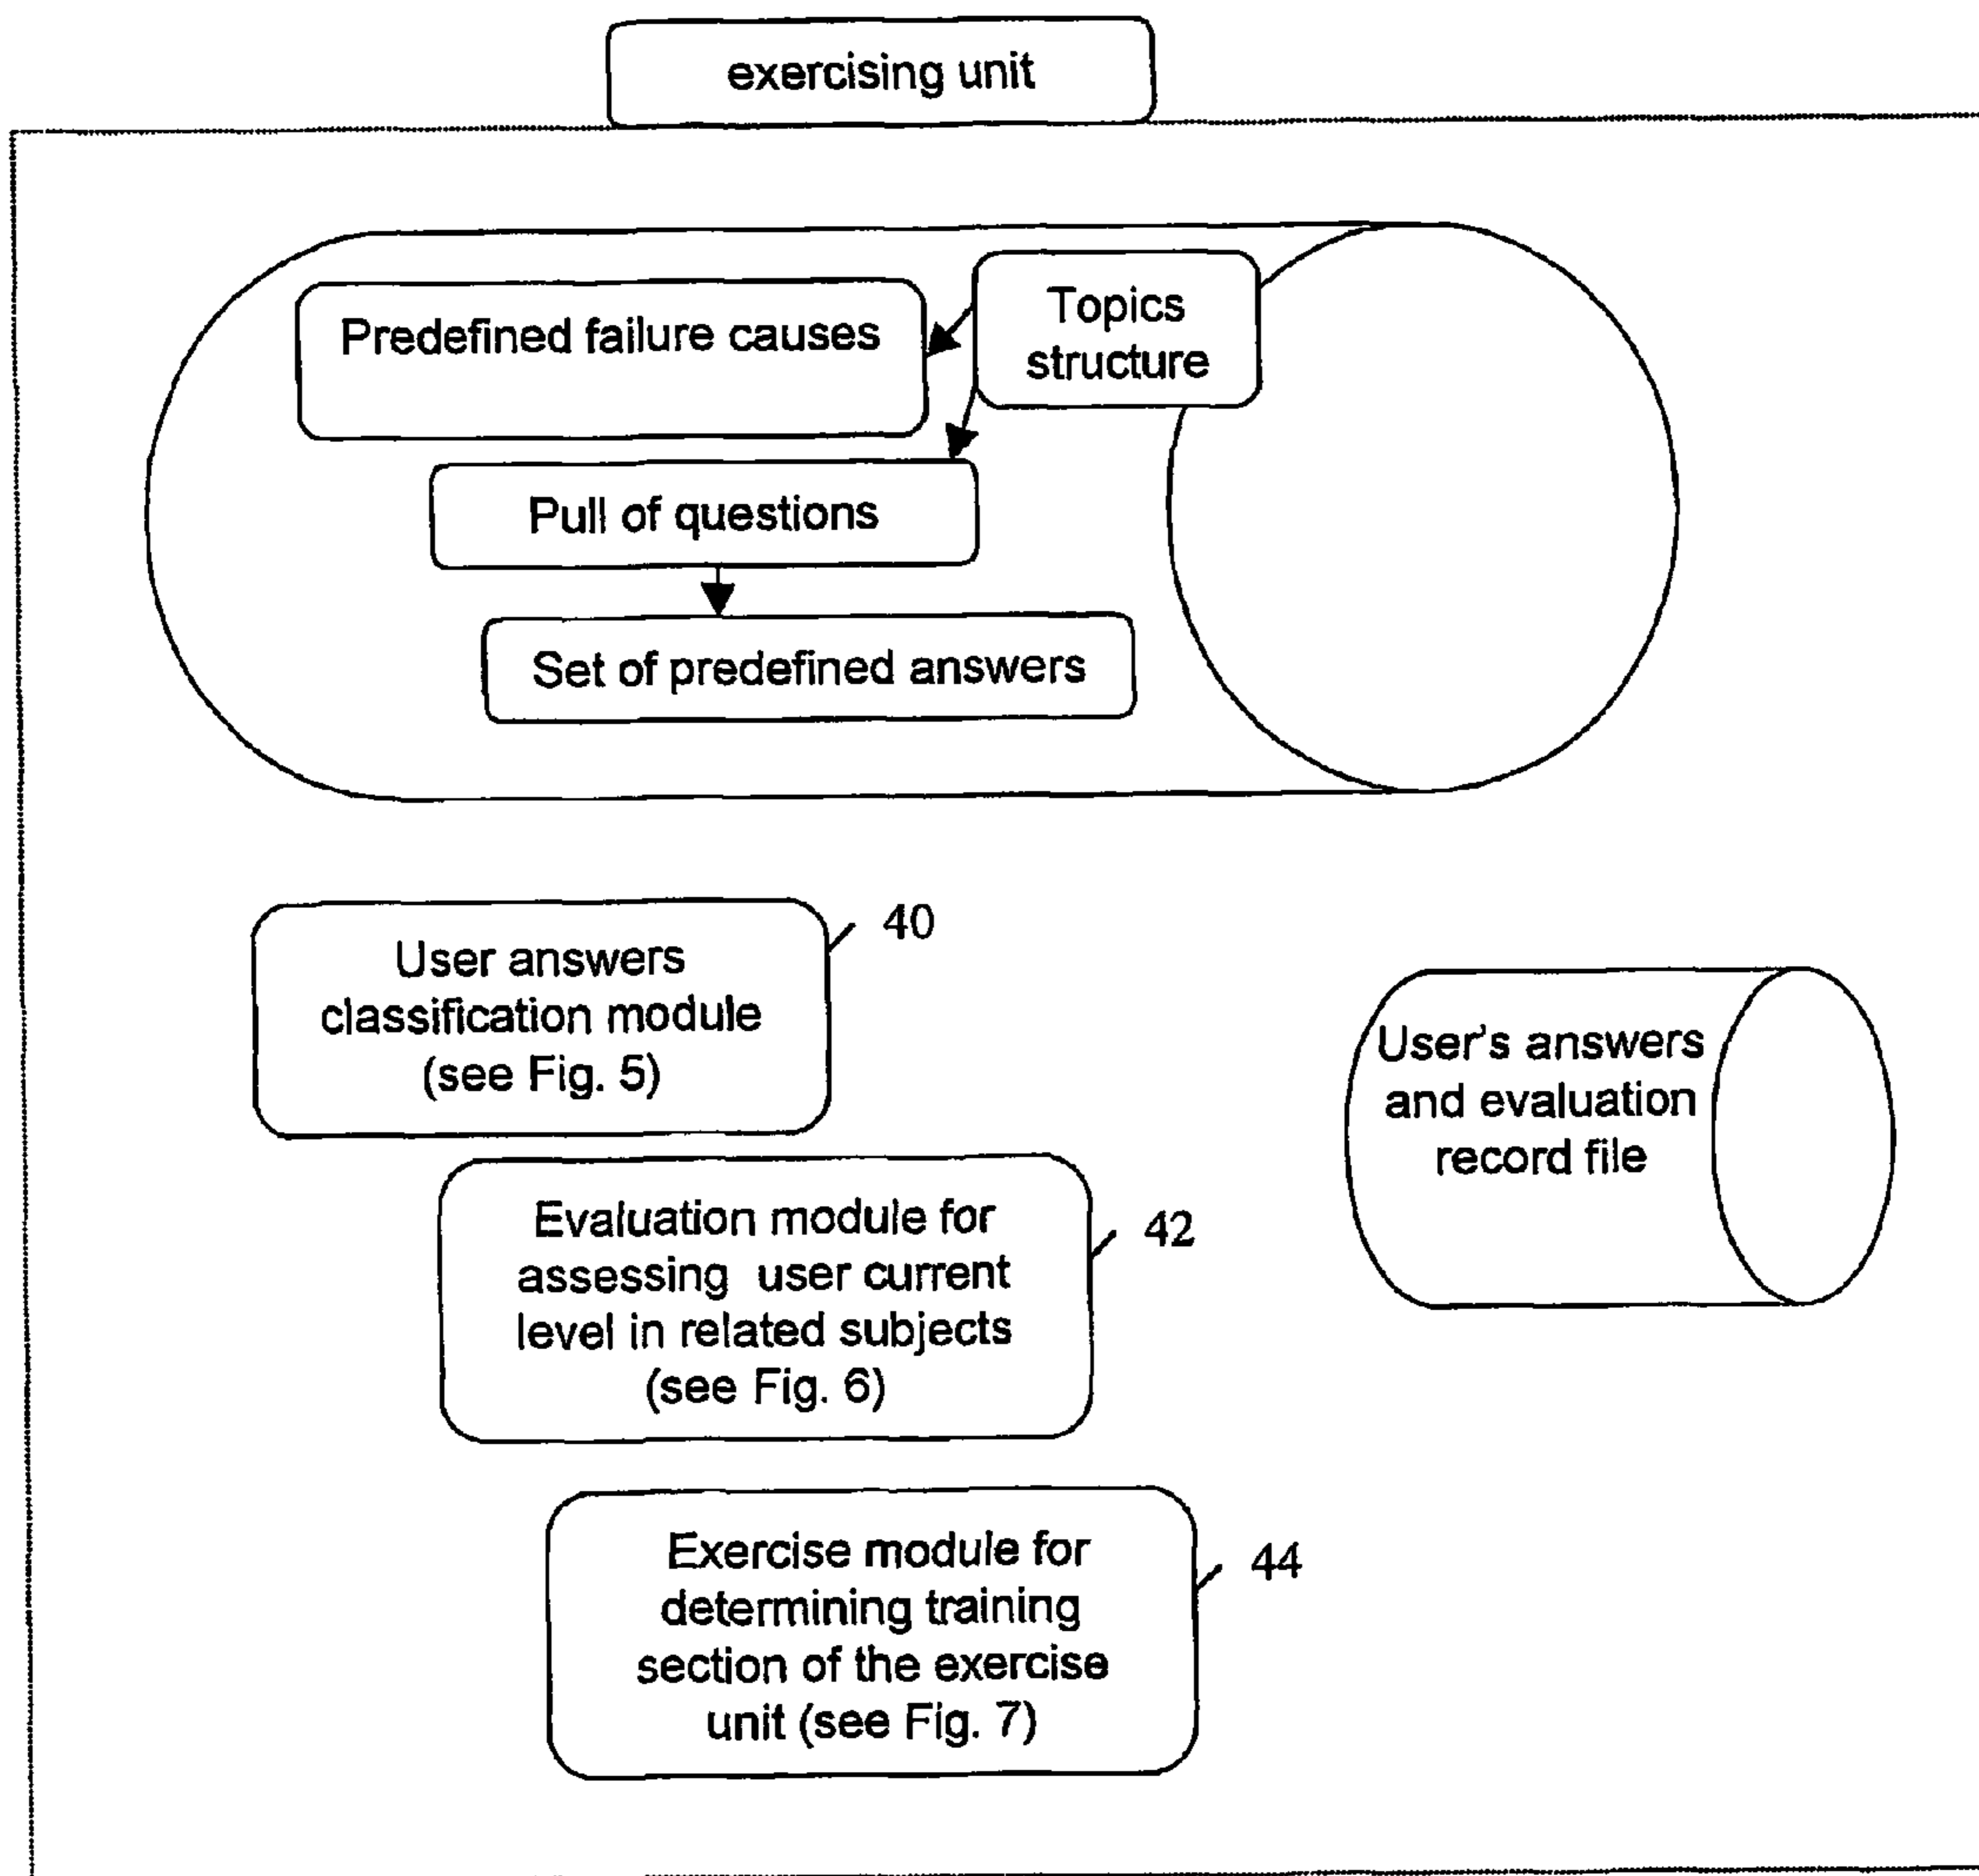 exercising unit
Topics
structure
Predefined failure causes
Pull of questions
Set of predefined answers
40
User answers
classification module
(see Fig. 5)
User's answers
and evaluation
record file
42
Evaluation module for
assessing user current
level in related subjects
(see Fig. 6)
44
Exercise module for
determining training
section of the exercise
unit (see Fig. 7)